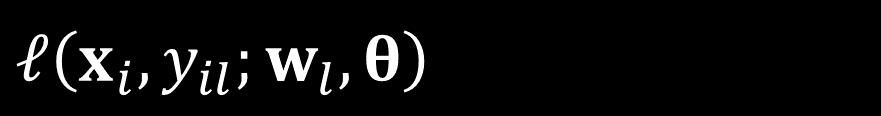 ℓ(𝐱ᵢ, yᵢₗ; 𝐰ₗ, 𝛉)